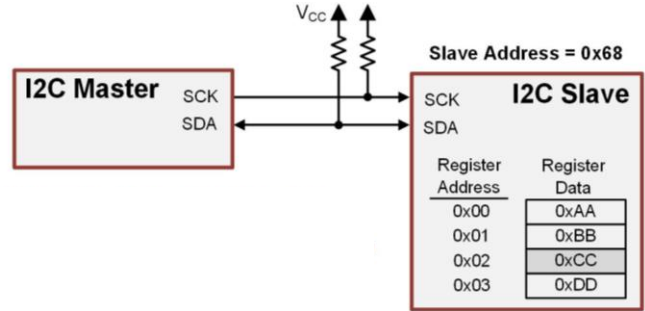 VCC
Slave Address = 0x68
I2C Master
SCK
SDA
I2C Slave
SCK
SDA
Register Address
Register Data
0x00 0xAA
0x01 0xBB
0x02 0xCC
0x03 0xDD